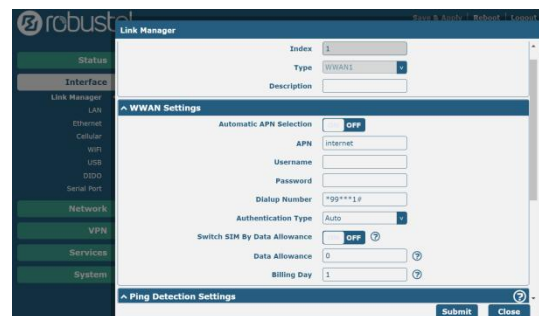 robustel
Save & Apply | Reboot | Logout
Link Manager
Status
Interface
Link Manager
LAN
Ethernet
Cellular
WiFi
USB
DIDO
Serial Port
Network
VPN
Services
System
Index 1
Type WWAN1 v
Description
^ WWAN Settings
Automatic APN Selection OFF
APN internet
Username
Password
Dialup Number *99***1#
Authentication Type Auto v
Switch SIM By Data Allowance OFF ?
Data Allowance 0 ?
Billing Day 1 ?
^ Ping Detection Settings ?
Submit Close